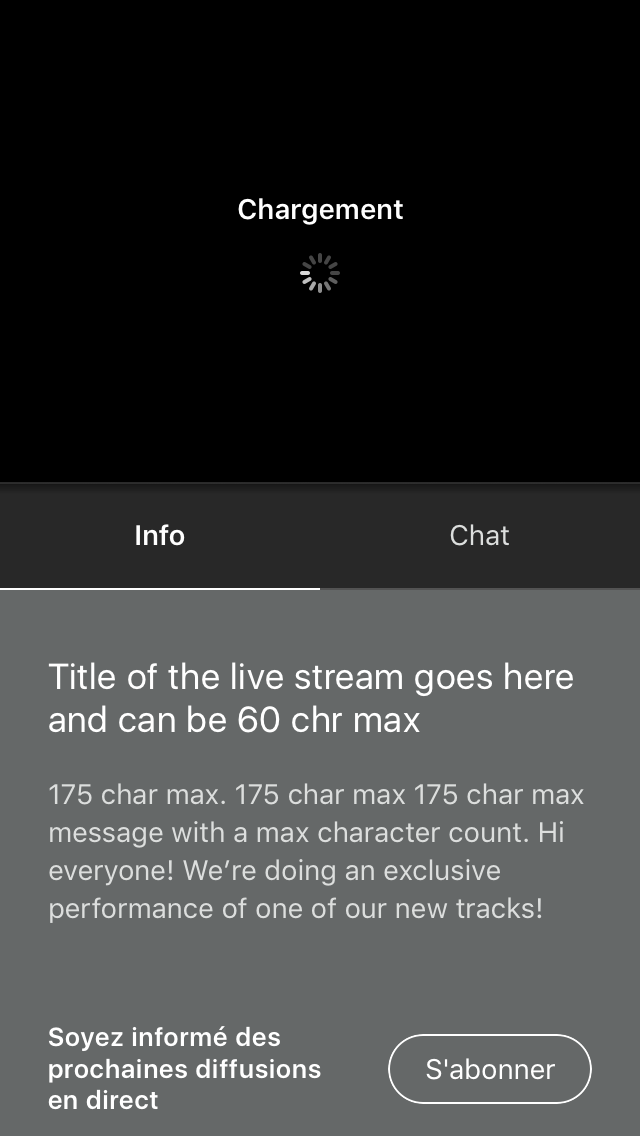 Chargement
Info
Chat
Title of the live stream goes here
and can be 60 chr max
175 char max. 175 char max 175 char max
message with a max character count. Hi
everyone! We’re doing an exclusive
performance of one of our new tracks!
Soyez informé des
prochaines diffusions
en direct
S'abonner